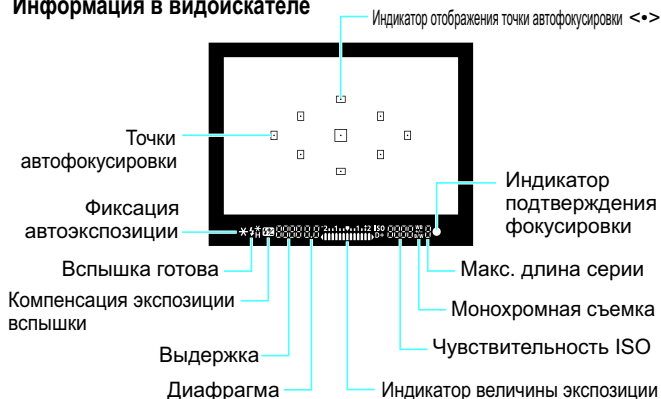 Информация в видоискателе
Индикатор отображения точки автофокусировки <•>
Точки
автофокусировки
Индикатор
подтверждения
фокусировки
Фиксация
автоэкспозиции
Вспышка готова
Макс. длина серии
Компенсация экспозиции
вспышки
Монохромная съемка
Выдержка
Чувствительность ISO
Диафрагма
Индикатор величины экспозиции